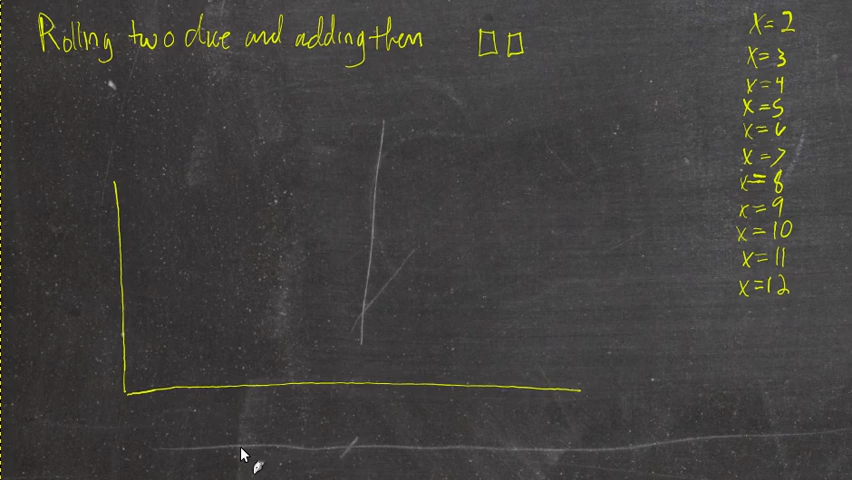 Rolling two dice and adding them
x=2
x=3
x=4
x=5
x=6
x=7
x=8
x=9
x=10
x=11
x=12